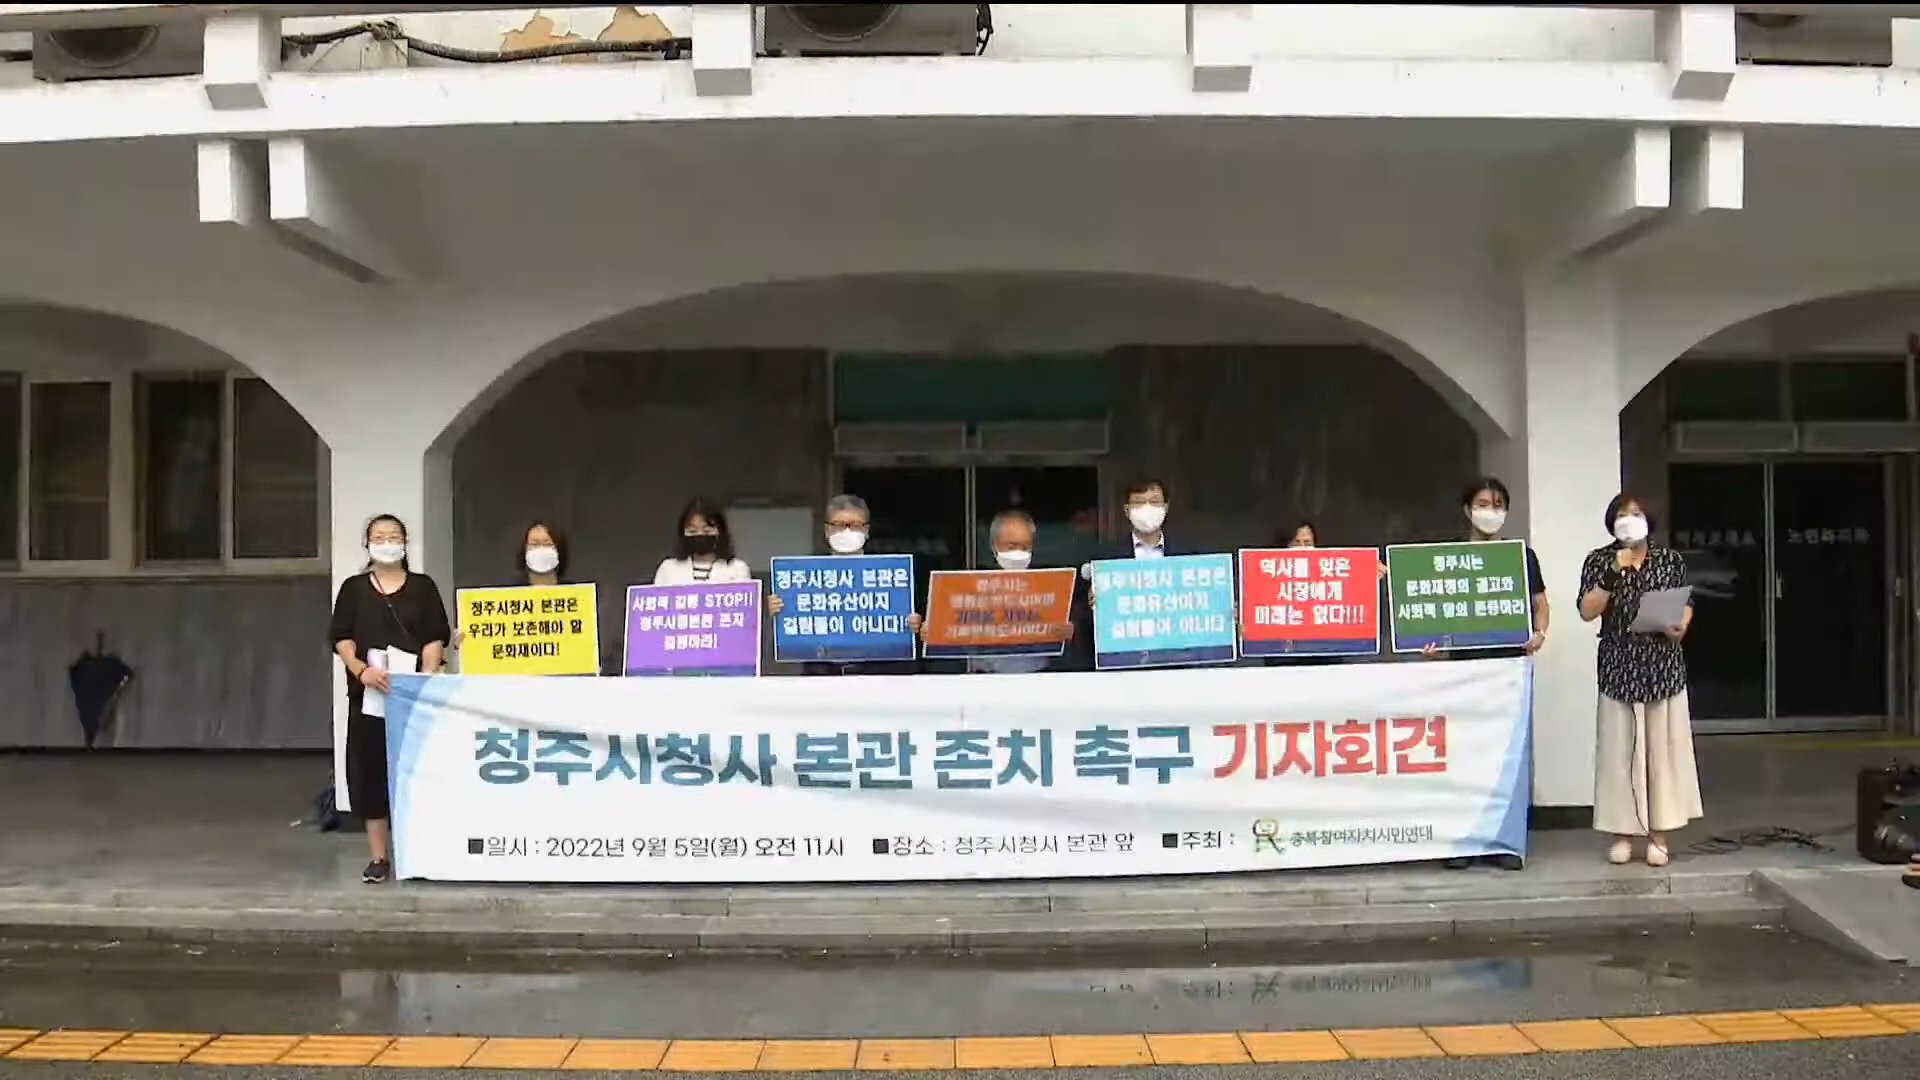 청주시청사 본관은
우리가 보존해야 할
문화재이다!
사회적 갈등 STOP!!
청주시청본관 존치
결정하라!
청주시청사 본관은
문화유산이지
걸림돌이 아니다!
청주시는
청주시청사 본관은
문화유산이지
걸림돌이 아니다
역사를 잊은
시장에게
미래는 없다!!!
청주시는
문화재청의 권고와
사회적 합의 존중하라
청주시청사 본관 존치 촉구 기자회견
■일시 : 2022년 9월 5일(월) 오전 11시 ■장소 : 청주시청사 본관 앞 ■주최 : 충북참여자치시민연대